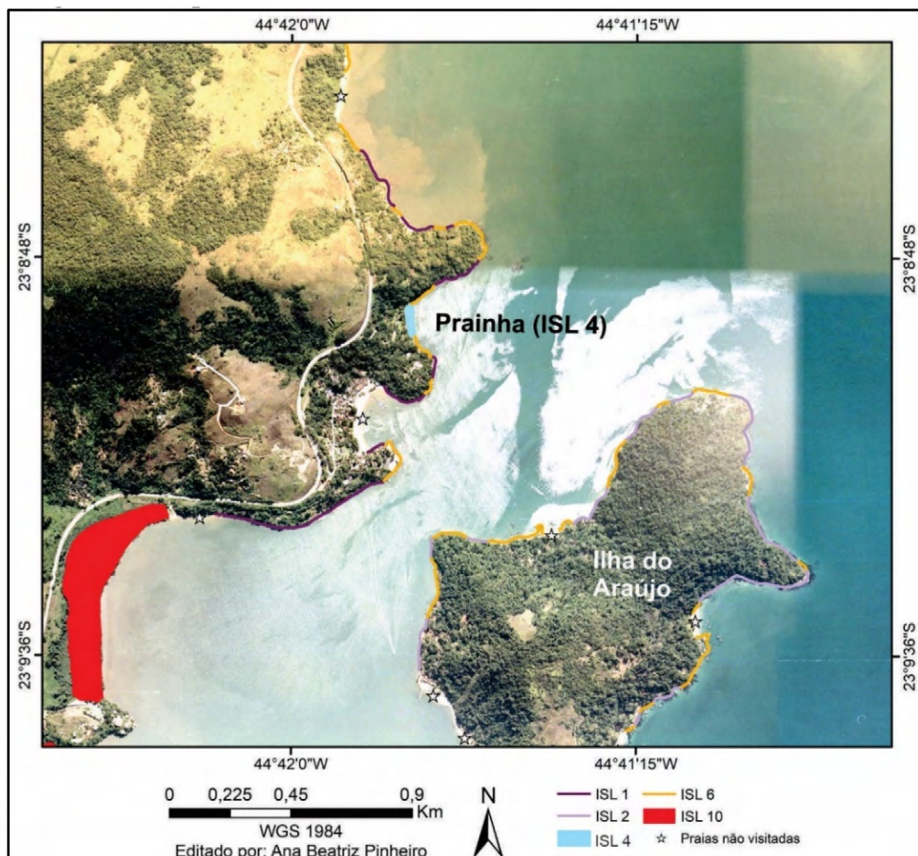 44°42'0"W 44°41'15"W
23°8'48"S 23°8'48"S
Prainha (ISL 4)
Ilha do
Araújo
23°9'36"S 23°9'36"S
44°42'0"W 44°41'15"W
0 0,225 0,45 0,9
Km
WGS 1984
Editado por: Ana Beatriz Pinheiro
N
ISL 1 ISL 6
ISL 2 ISL 10
ISL 4 Praias não visitadas